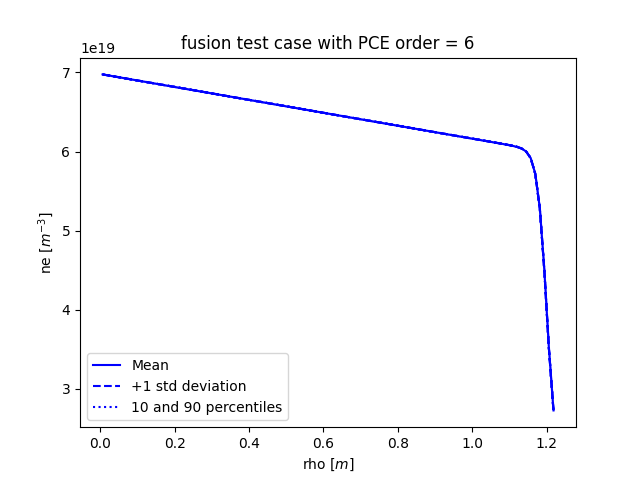 fusion test case with PCE order = 6
1e19
7
6
5
4
3
ne [$m^{-3}$]
Mean
+1 std deviation
10 and 90 percentiles
0.0 0.2 0.4 0.6 0.8 1.0 1.2
rho [m]